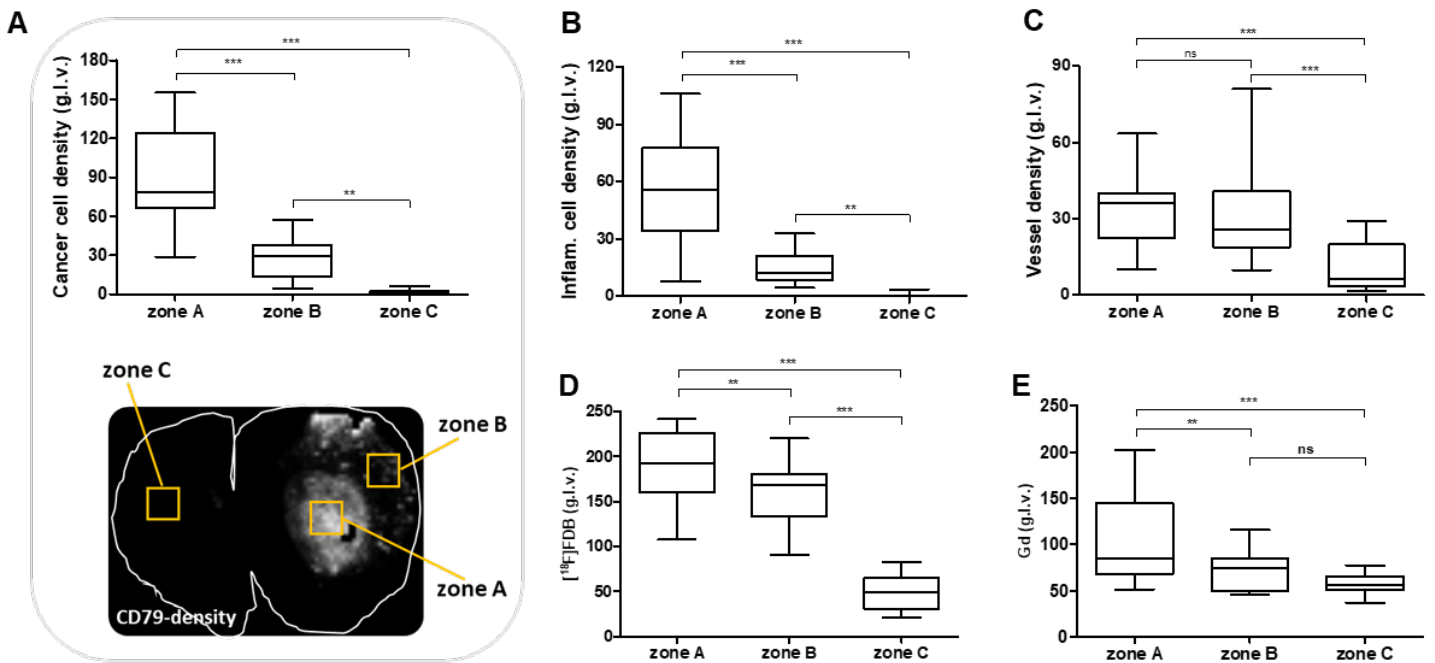 A
Cancer cell density (g.l.v.)
180
150
120
90
60
30
0
***
***
**
zone A zone B zone C
zone C
zone B
zone A
CD79-density
B
Inflam. cell density (g.l.v.)
120
90
60
30
0
***
***
**
zone A zone B zone C
C
Vessel density (g.l.v.)
90
60
30
0
***
ns
***
zone A zone B zone C
D
[¹⁸F]FDB (g.l.v.)
250
200
150
100
50
0
***
**
***
zone A zone B zone C
E
Gd (g.l.v.)
250
200
150
100
50
0
***
**
ns
zone A zone B zone C